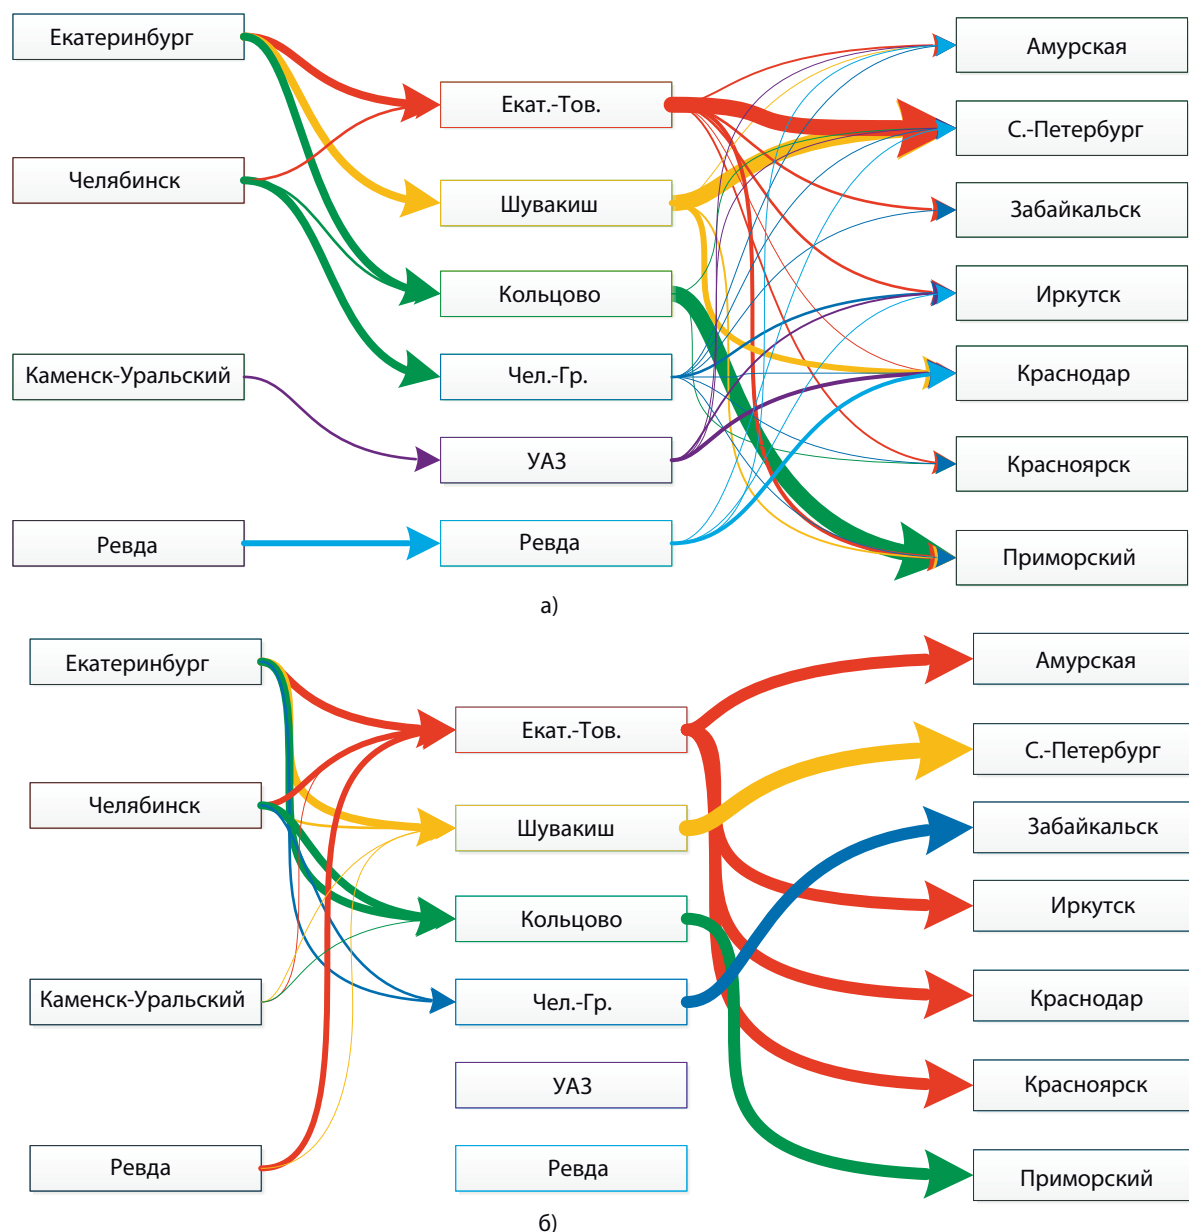 Екатеринбург
Челябинск
Каменск-Уральский
Ревда
Екат.-Тов.
Шувакиш
Кольцово
Чел.-Гр.
УАЗ
Ревда
Амурская
С.-Петербург
Забайкальск
Иркутск
Краснодар
Красноярск
Приморский
а)
Екатеринбург
Челябинск
Каменск-Уральский
Ревда
Екат.-Тов.
Шувакиш
Кольцово
Чел.-Гр.
УАЗ
Ревда
Амурская
С.-Петербург
Забайкальск
Иркутск
Краснодар
Красноярск
Приморский
б)